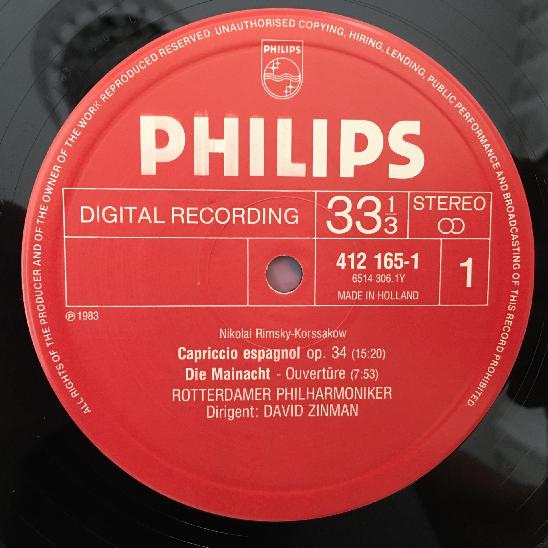 ALL RIGHTS OF THE PRODUCER AND OF THE OWNER OF THE WORK REPRODUCED RESERVED. UNAUTHORISED COPYING, HIRING, LENDING, PUBLIC PERFORMANCE AND BROADCASTING OF THIS RECORD PROHIBITED.
PHILIPS
PHILIPS
DIGITAL RECORDING
33 1/3
STEREO
412 165-1
6514 306.1Y
MADE IN HOLLAND
1
℗ 1983
Nikolai Rimsky-Korssakow
Capriccio espagnol op. 34 (15:20)
Die Mainacht - Ouvertüre (7:53)
ROTTERDAMER PHILHARMONIKER
Dirigent: DAVID ZINMAN